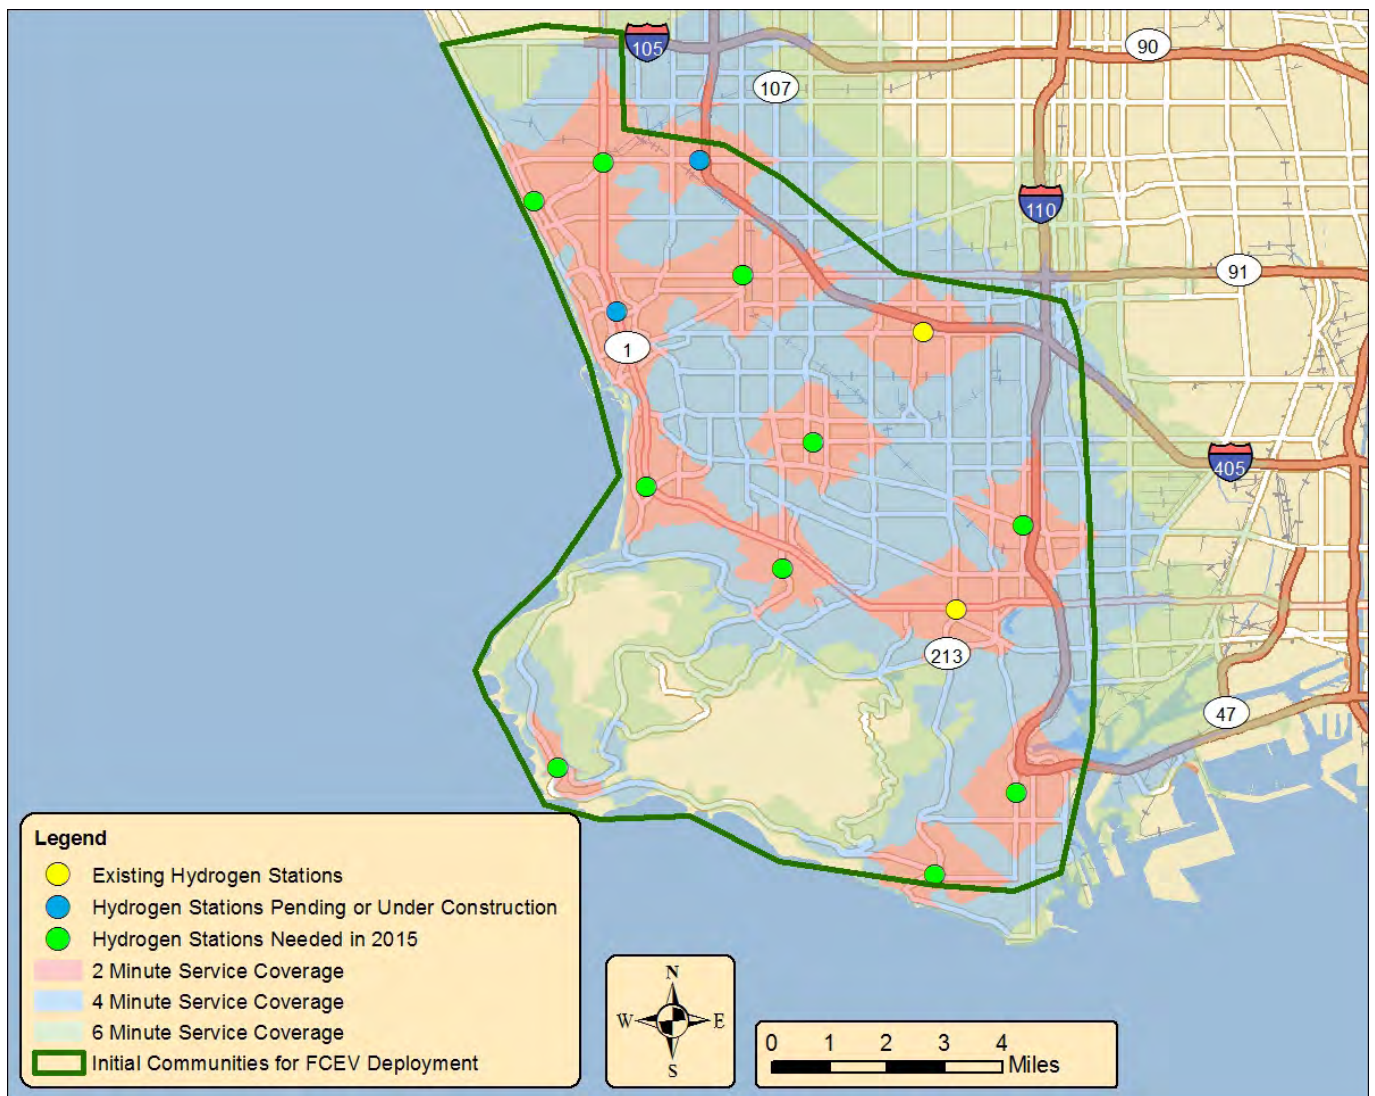 105
90
107
110
91
1
405
213
47
Legend
Existing Hydrogen Stations
Hydrogen Stations Pending or Under Construction
Hydrogen Stations Needed in 2015
2 Minute Service Coverage
4 Minute Service Coverage
6 Minute Service Coverage
Initial Communities for FCEV Deployment
N
W E
S
0 1 2 3 4
Miles